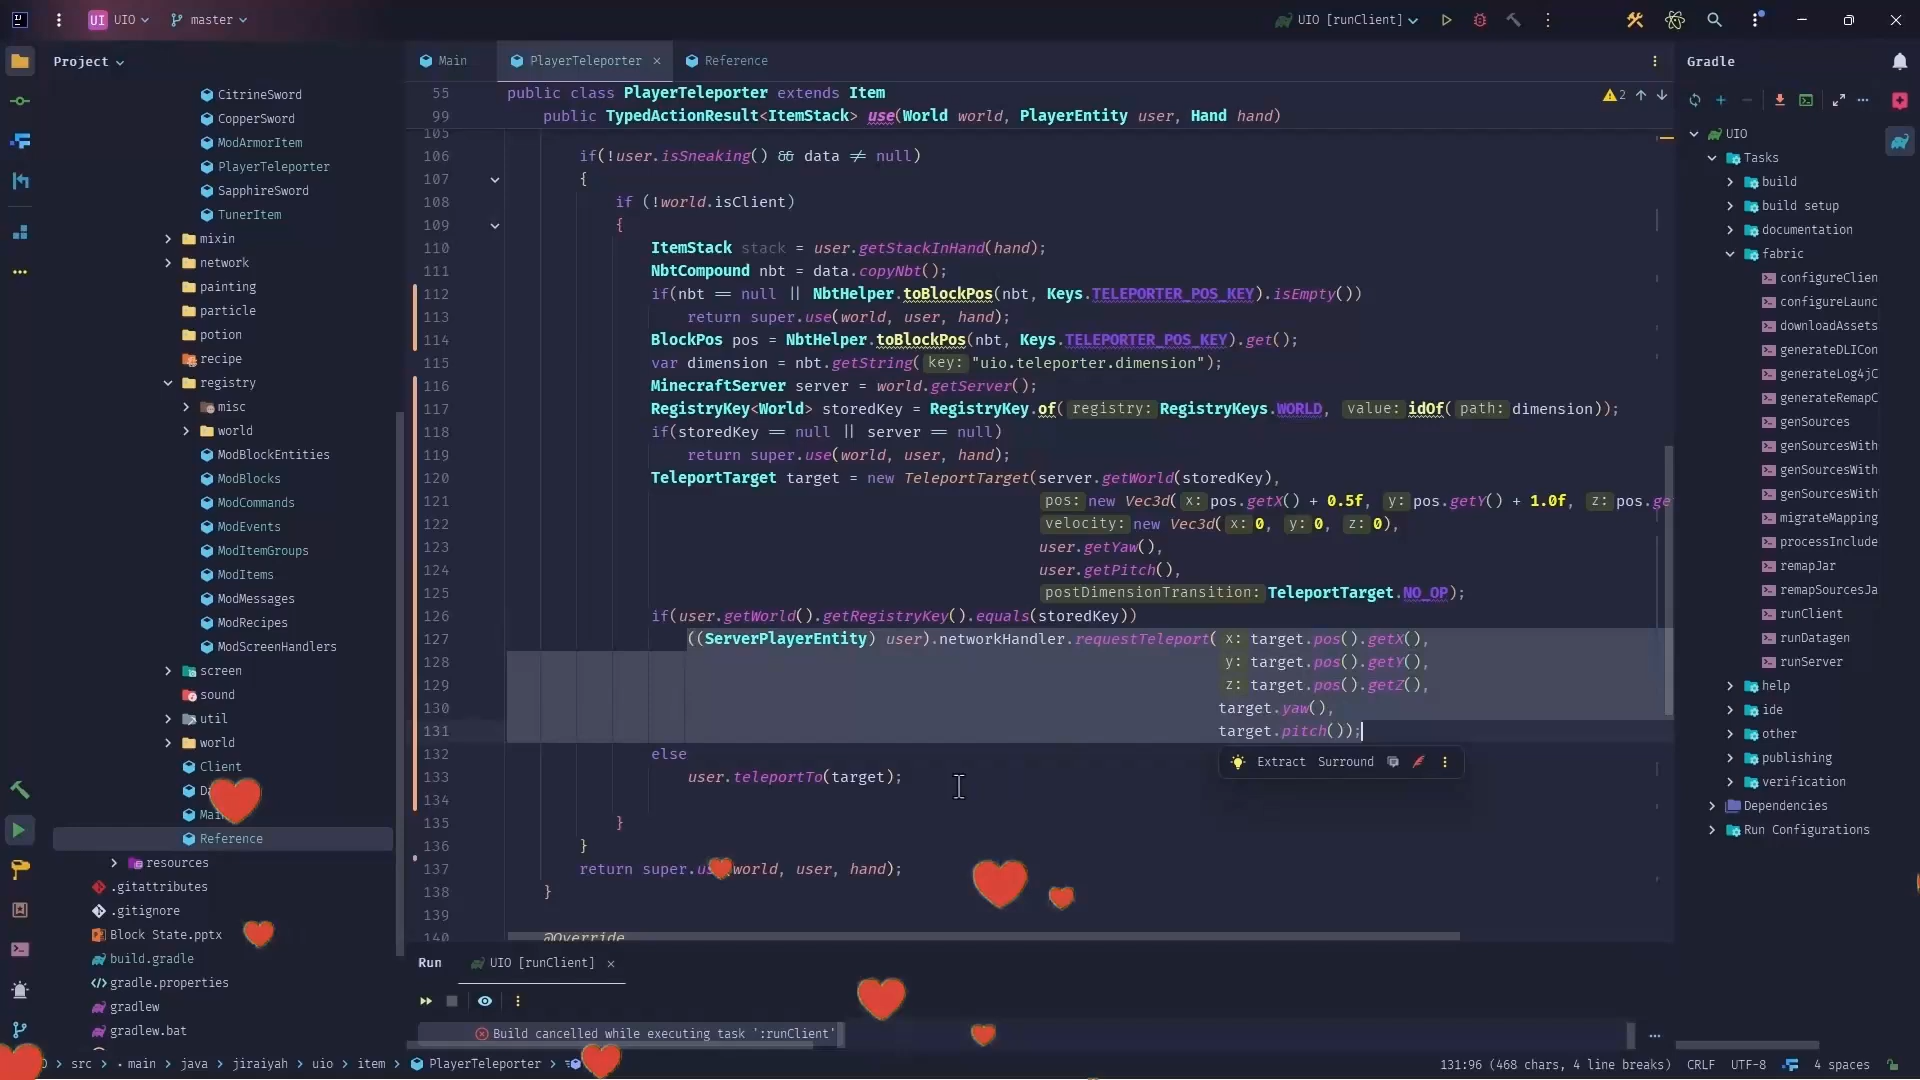 UI UIO master
UIO [runClient]
Project
Main PlayerTeleporter Reference
Gradle
CitrineSword
CopperSword
ModArmorItem
PlayerTeleporter
SapphireSword
TunerItem
mixin
network
painting
particle
potion
recipe
registry
misc
world
ModBlockEntities
ModBlocks
ModCommands
ModEvents
ModItemGroups
ModItems
ModMessages
ModRecipes
ModScreenHandlers
screen
sound
util
world
Client
Main
Reference
resources
.gitattributes
.gitignore
Block State.pptx
build.gradle
gradle.properties
gradlew
gradlew.bat
55 public class PlayerTeleporter extends Item
2
99 public TypedActionResult<ItemStack> use(World world, PlayerEntity user, Hand hand)
105
106 if(!user.isSneaking() && data != null)
107 {
108 if (!world.isClient)
109 {
110 ItemStack stack = user.getStackInHand(hand);
111 NbtCompound nbt = data.copyNbt();
112 if(nbt == null || NbtHelper.toBlockPos(nbt, Keys.TELEPORTER_POS_KEY).isEmpty())
113 return super.use(world, user, hand);
114 BlockPos pos = NbtHelper.toBlockPos(nbt, Keys.TELEPORTER_POS_KEY).get();
115 var dimension = nbt.getString( key: "uio.teleporter.dimension");
116 MinecraftServer server = world.getServer();
117 RegistryKey<World> storedKey = RegistryKey.of( registry: RegistryKeys.WORLD, value: idOf( path: dimension));
118 if(storedKey == null || server == null)
119 return super.use(world, user, hand);
120 TeleportTarget target = new TeleportTarget(server.getWorld(storedKey),
121 pos: new Vec3d( x: pos.getX() + 0.5f, y: pos.getY() + 1.0f, z: pos.ge
122 velocity: new Vec3d( x: 0, y: 0, z: 0),
123 user.getYaw(),
124 user.getPitch(),
125 postDimensionTransition: TeleportTarget.NO_OP);
126 if(user.getWorld().getRegistryKey().equals(storedKey))
127 ((ServerPlayerEntity) user).networkHandler.requestTeleport( x: target.pos().getX(),
128 y: target.pos().getY(),
129 z: target.pos().getZ(),
130 target.yaw(),
131 target.pitch());
132 else
Extract Surround
133 user.teleportTo(target);
134
135 }
136 }
137 return super.us world, user, hand);
138 }
139
140 @Override
UIO
Tasks
build
build setup
documentation
fabric
configureClien
configureLaunc
downloadAssets
generateDLICon
generateLog4jC
generateRemapC
genSources
genSourcesWith
genSourcesWith
genSourcesWith
migrateMapping
processInclude
remapJar
remapSourcesJa
runClient
runDatagen
runServer
help
ide
other
publishing
verification
Dependencies
Run Configurations
Run UIO [runClient]
Build cancelled while executing task ':runClient'
src main java jiraiyah uio item PlayerTeleporter
131:96 (468 chars, 4 line breaks) CRLF UTF-8 4 spaces